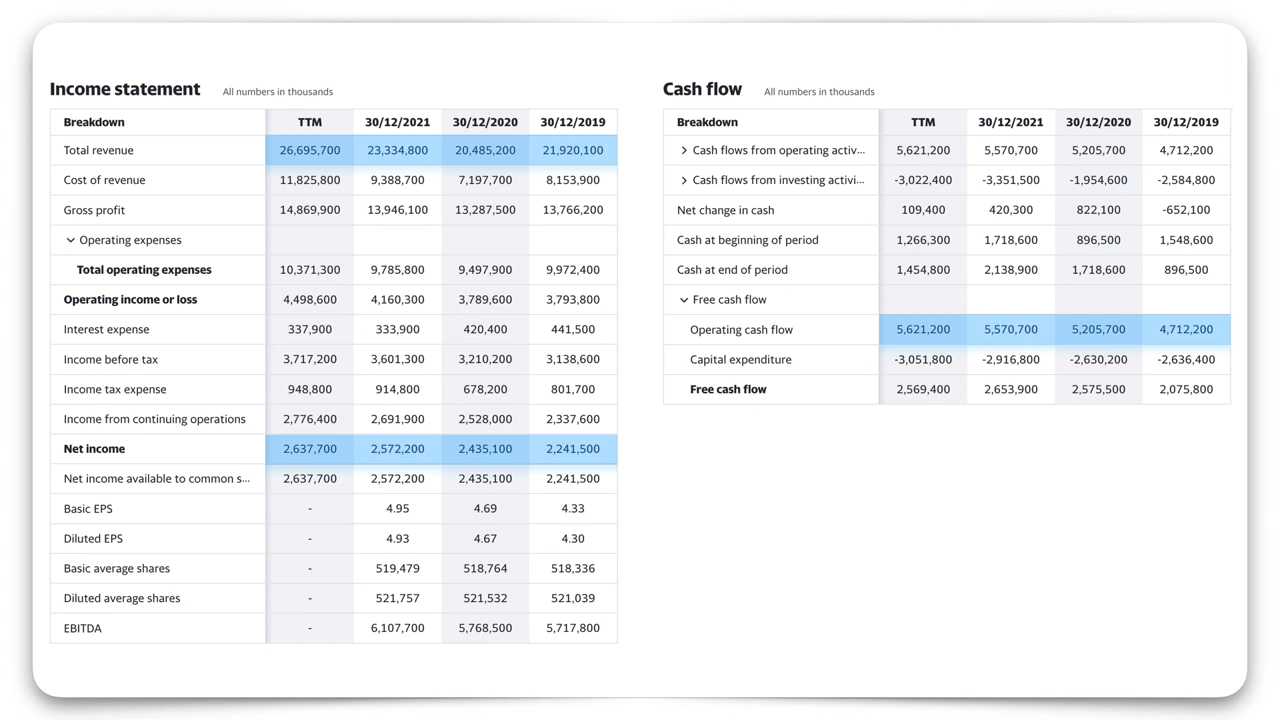 Income statement All numbers in thousands
Breakdown TTM 30/12/2021 30/12/2020 30/12/2019
Total revenue 26,695,700 23,334,800 20,485,200 21,920,100
Cost of revenue 11,825,800 9,388,700 7,197,700 8,153,900
Gross profit 14,869,900 13,946,100 13,287,500 13,766,200
Operating expenses
Total operating expenses 10,371,300 9,785,800 9,497,900 9,972,400
Operating income or loss 4,498,600 4,160,300 3,789,600 3,793,800
Interest expense 337,900 333,900 420,400 441,500
Income before tax 3,717,200 3,601,300 3,210,200 3,138,600
Income tax expense 948,800 914,800 678,200 801,700
Income from continuing operations 2,776,400 2,691,900 2,528,000 2,337,600
Net income 2,637,700 2,572,200 2,435,100 2,241,500
Net income available to common s... 2,637,700 2,572,200 2,435,100 2,241,500
Basic EPS - 4.95 4.69 4.33
Diluted EPS - 4.93 4.67 4.30
Basic average shares - 519,479 518,764 518,336
Diluted average shares - 521,757 521,532 521,039
EBITDA - 6,107,700 5,768,500 5,717,800
Cash flow All numbers in thousands
Breakdown TTM 30/12/2021 30/12/2020 30/12/2019
Cash flows from operating activ... 5,621,200 5,570,700 5,205,700 4,712,200
Cash flows from investing activi... -3,022,400 -3,351,500 -1,954,600 -2,584,800
Net change in cash 109,400 420,300 822,100 -652,100
Cash at beginning of period 1,266,300 1,718,600 896,500 1,548,600
Cash at end of period 1,454,800 2,138,900 1,718,600 896,500
Free cash flow
Operating cash flow 5,621,200 5,570,700 5,205,700 4,712,200
Capital expenditure -3,051,800 -2,916,800 -2,630,200 -2,636,400
Free cash flow 2,569,400 2,653,900 2,575,500 2,075,800